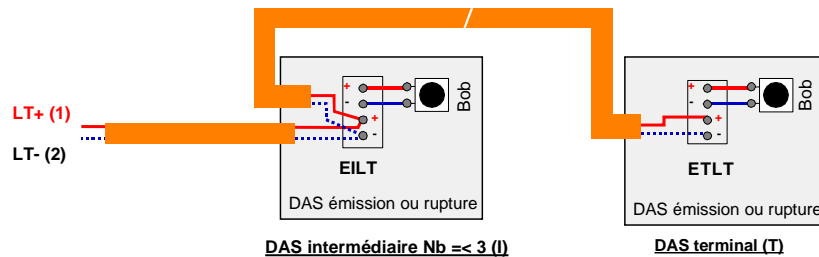 LT+ (1)
LT- (2)
+
-
+
-
Bob
EILT
DAS émission ou rupture
DAS intermédiaire Nb =< 3 (I)
+
-
+
-
Bob
ETLT
DAS émission ou rupture
DAS terminal (T)